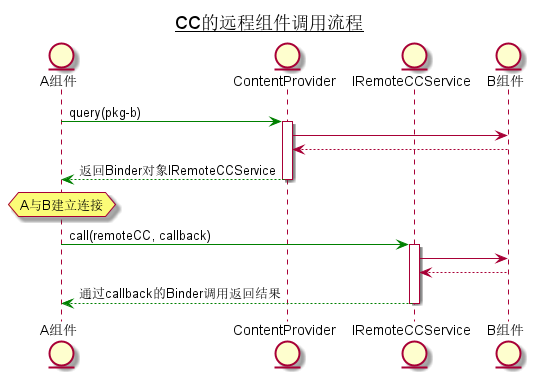 CC的远程组件调用流程
A组件
ContentProvider
IRemoteCCService
B组件
query(pkg-b)
返回Binder对象IRemoteCCService
A与B建立连接
call(remoteCC, callback)
通过callback的Binder调用返回结果
A组件
ContentProvider
IRemoteCCService
B组件